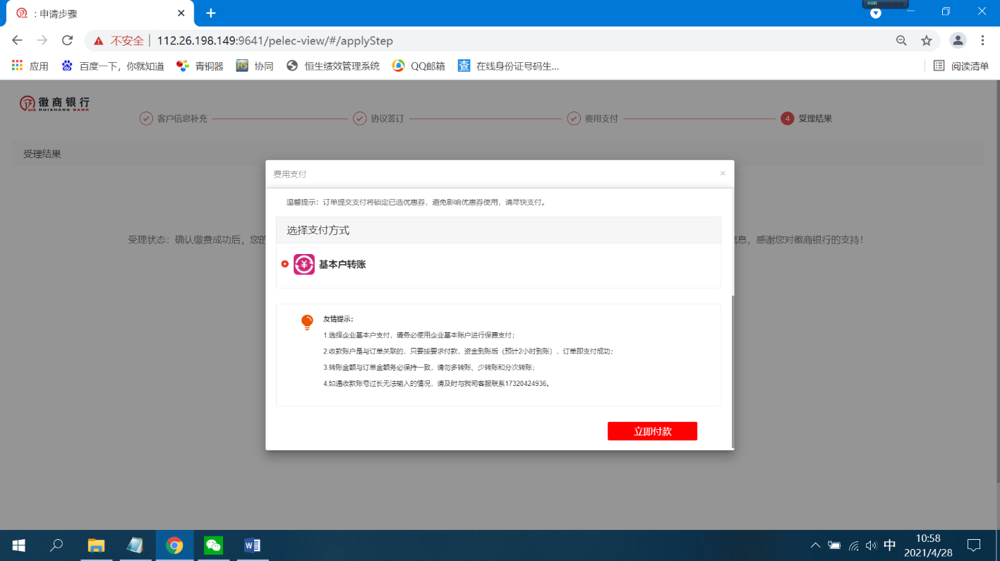 ：申请步骤
不安全 | 112.26.198.149:9641/pelec-view/#/applyStep
应用 百度一下，你就知道 青铜器 协同 恒生绩效管理系统 QQ邮箱 查 在线身份证号码生... 阅读清单
徽商银行
HUISHANG BANK
客户信息补充 协议签订 费用支付 4 受理结果
受理结果
费用支付 ×
温馨提示：订单提交支付将锁定已选优惠券，避免影响优惠券使用，请尽快支付。
选择支付方式
受理状态：确认缴费成功后，您的
息，感谢您对徽商银行的支持！
基本户转账
友情提示：
1.选择企业基本户支付，请务必使用企业基本账户进行保费支付；
2.收款账户是与订单关联的，只要按要求付款，资金到账后（预计2小时到账），订单即支付成功；
3.转账金额与订单金额务必保持一致，请勿多转账、少转账和分次转账；
4.如遇收款账号过长无法输入的情况，请及时与我司客服联系17320424936。
立即付款
中 10:58
2021/4/28